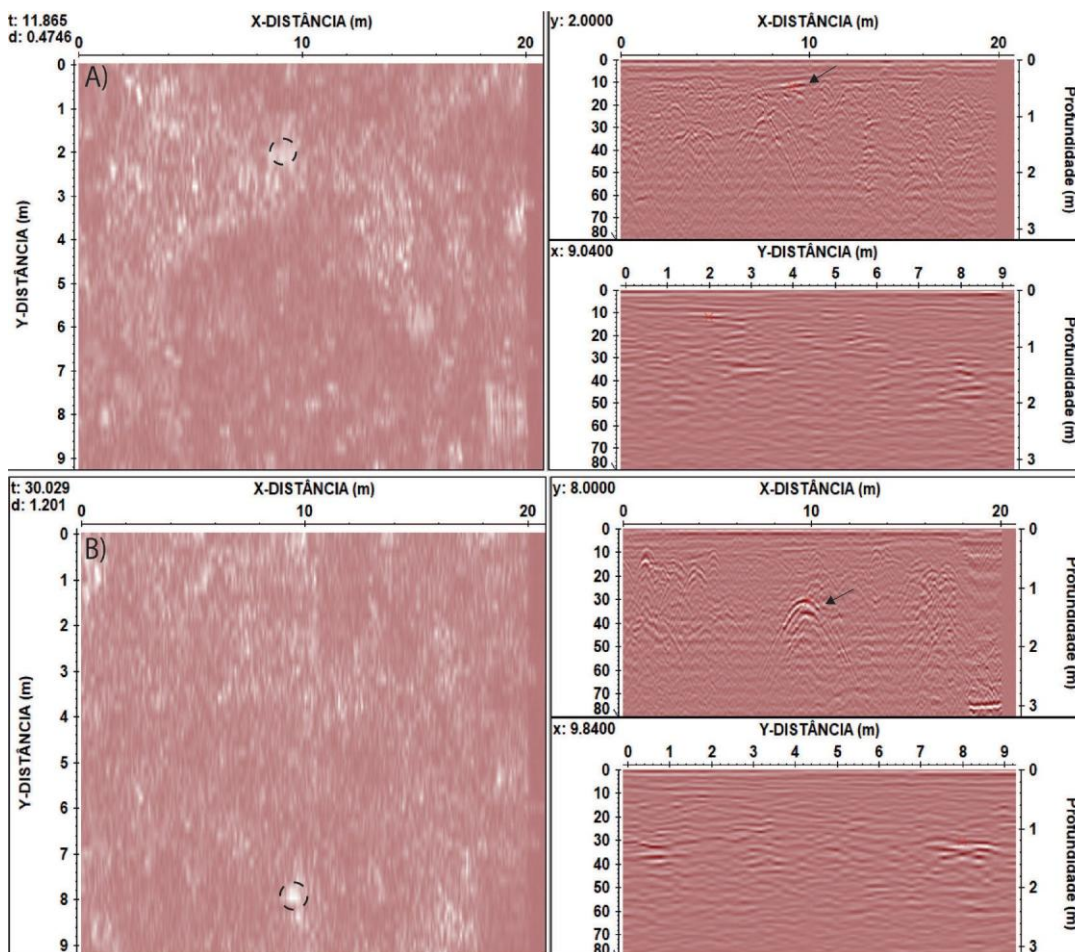 t: 11.865
d: 0.4746
X-DISTÂNCIA (m)
0 10 20
A)
0
1
2
3
4
5
6
7
8
9
Y-DISTÂNCIA (m)
y: 2.0000
X-DISTÂNCIA (m)
0 10 20
0
10
20
30
40
50
60
70
80
0
1
2
3
Profundidade (m)
x: 9.0400
Y-DISTÂNCIA (m)
0 1 2 3 4 5 6 7 8 9
0
10
20
30
40
50
60
70
80
0
1
2
3
Profundidade (m)
t: 30.029
d: 1.201
X-DISTÂNCIA (m)
0 10 20
B)
0
1
2
3
4
5
6
7
8
9
Y-DISTÂNCIA (m)
y: 8.0000
X-DISTÂNCIA (m)
0 10 20
0
10
20
30
40
50
60
70
80
0
1
2
3
Profundidade (m)
x: 9.8400
Y-DISTÂNCIA (m)
0 1 2 3 4 5 6 7 8 9
0
10
20
30
40
50
60
70
80
0
1
2
3
Profundidade (m)